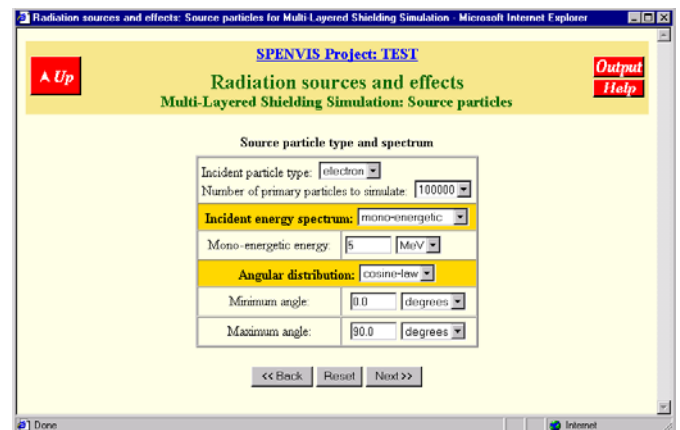 Radiation sources and effects: Source particles for Multi-Layered Shielding Simulation - Microsoft Internet Explorer
SPENVIS Project: TEST
Up
Radiation sources and effects
Output
Help
Multi-Layered Shielding Simulation: Source particles
Source particle type and spectrum
Incident particle type: electron
Number of primary particles to simulate: 100000
Incident energy spectrum: mono-energetic
Mono-energetic energy: 5 MeV
Angular distribution: cosine-law
Minimum angle: 0.0 degrees
Maximum angle: 90.0 degrees
<< Back Reset Next >>
Done Internet